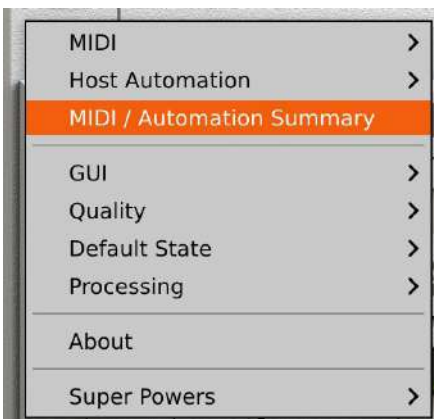 MIDI
Host Automation
MIDI / Automation Summary
GUI
Quality
Default State
Processing
About
Super Powers